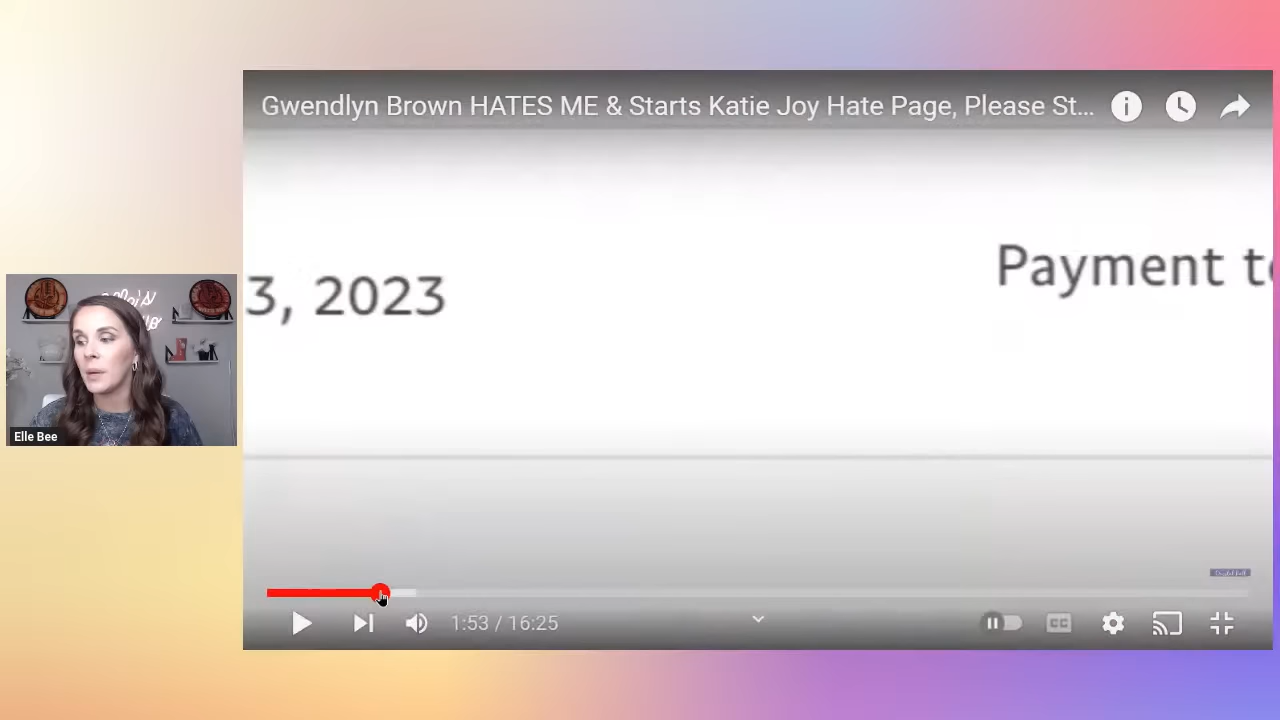 Gwendlyn Brown HATES ME & Starts Katie Joy Hate Page, Please St...
Payment t
3, 2023
Elle Bee
1:53 / 16:25
CC